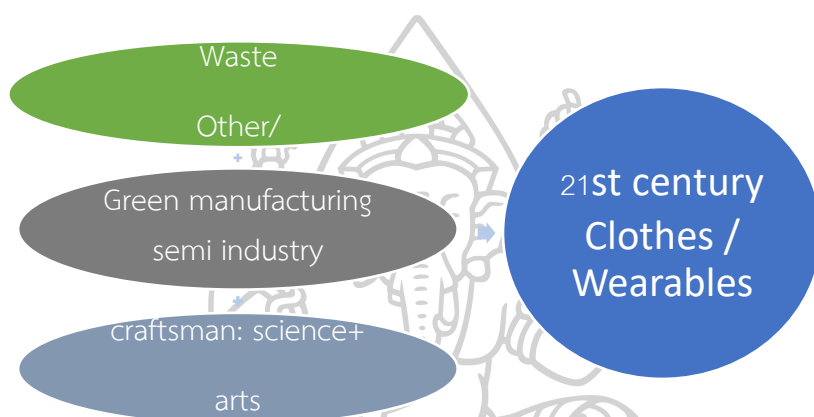 Waste
Other/
+
Green manufacturing
semi industry
+
craftsman: science+
arts
21st century
Clothes /
Wearables